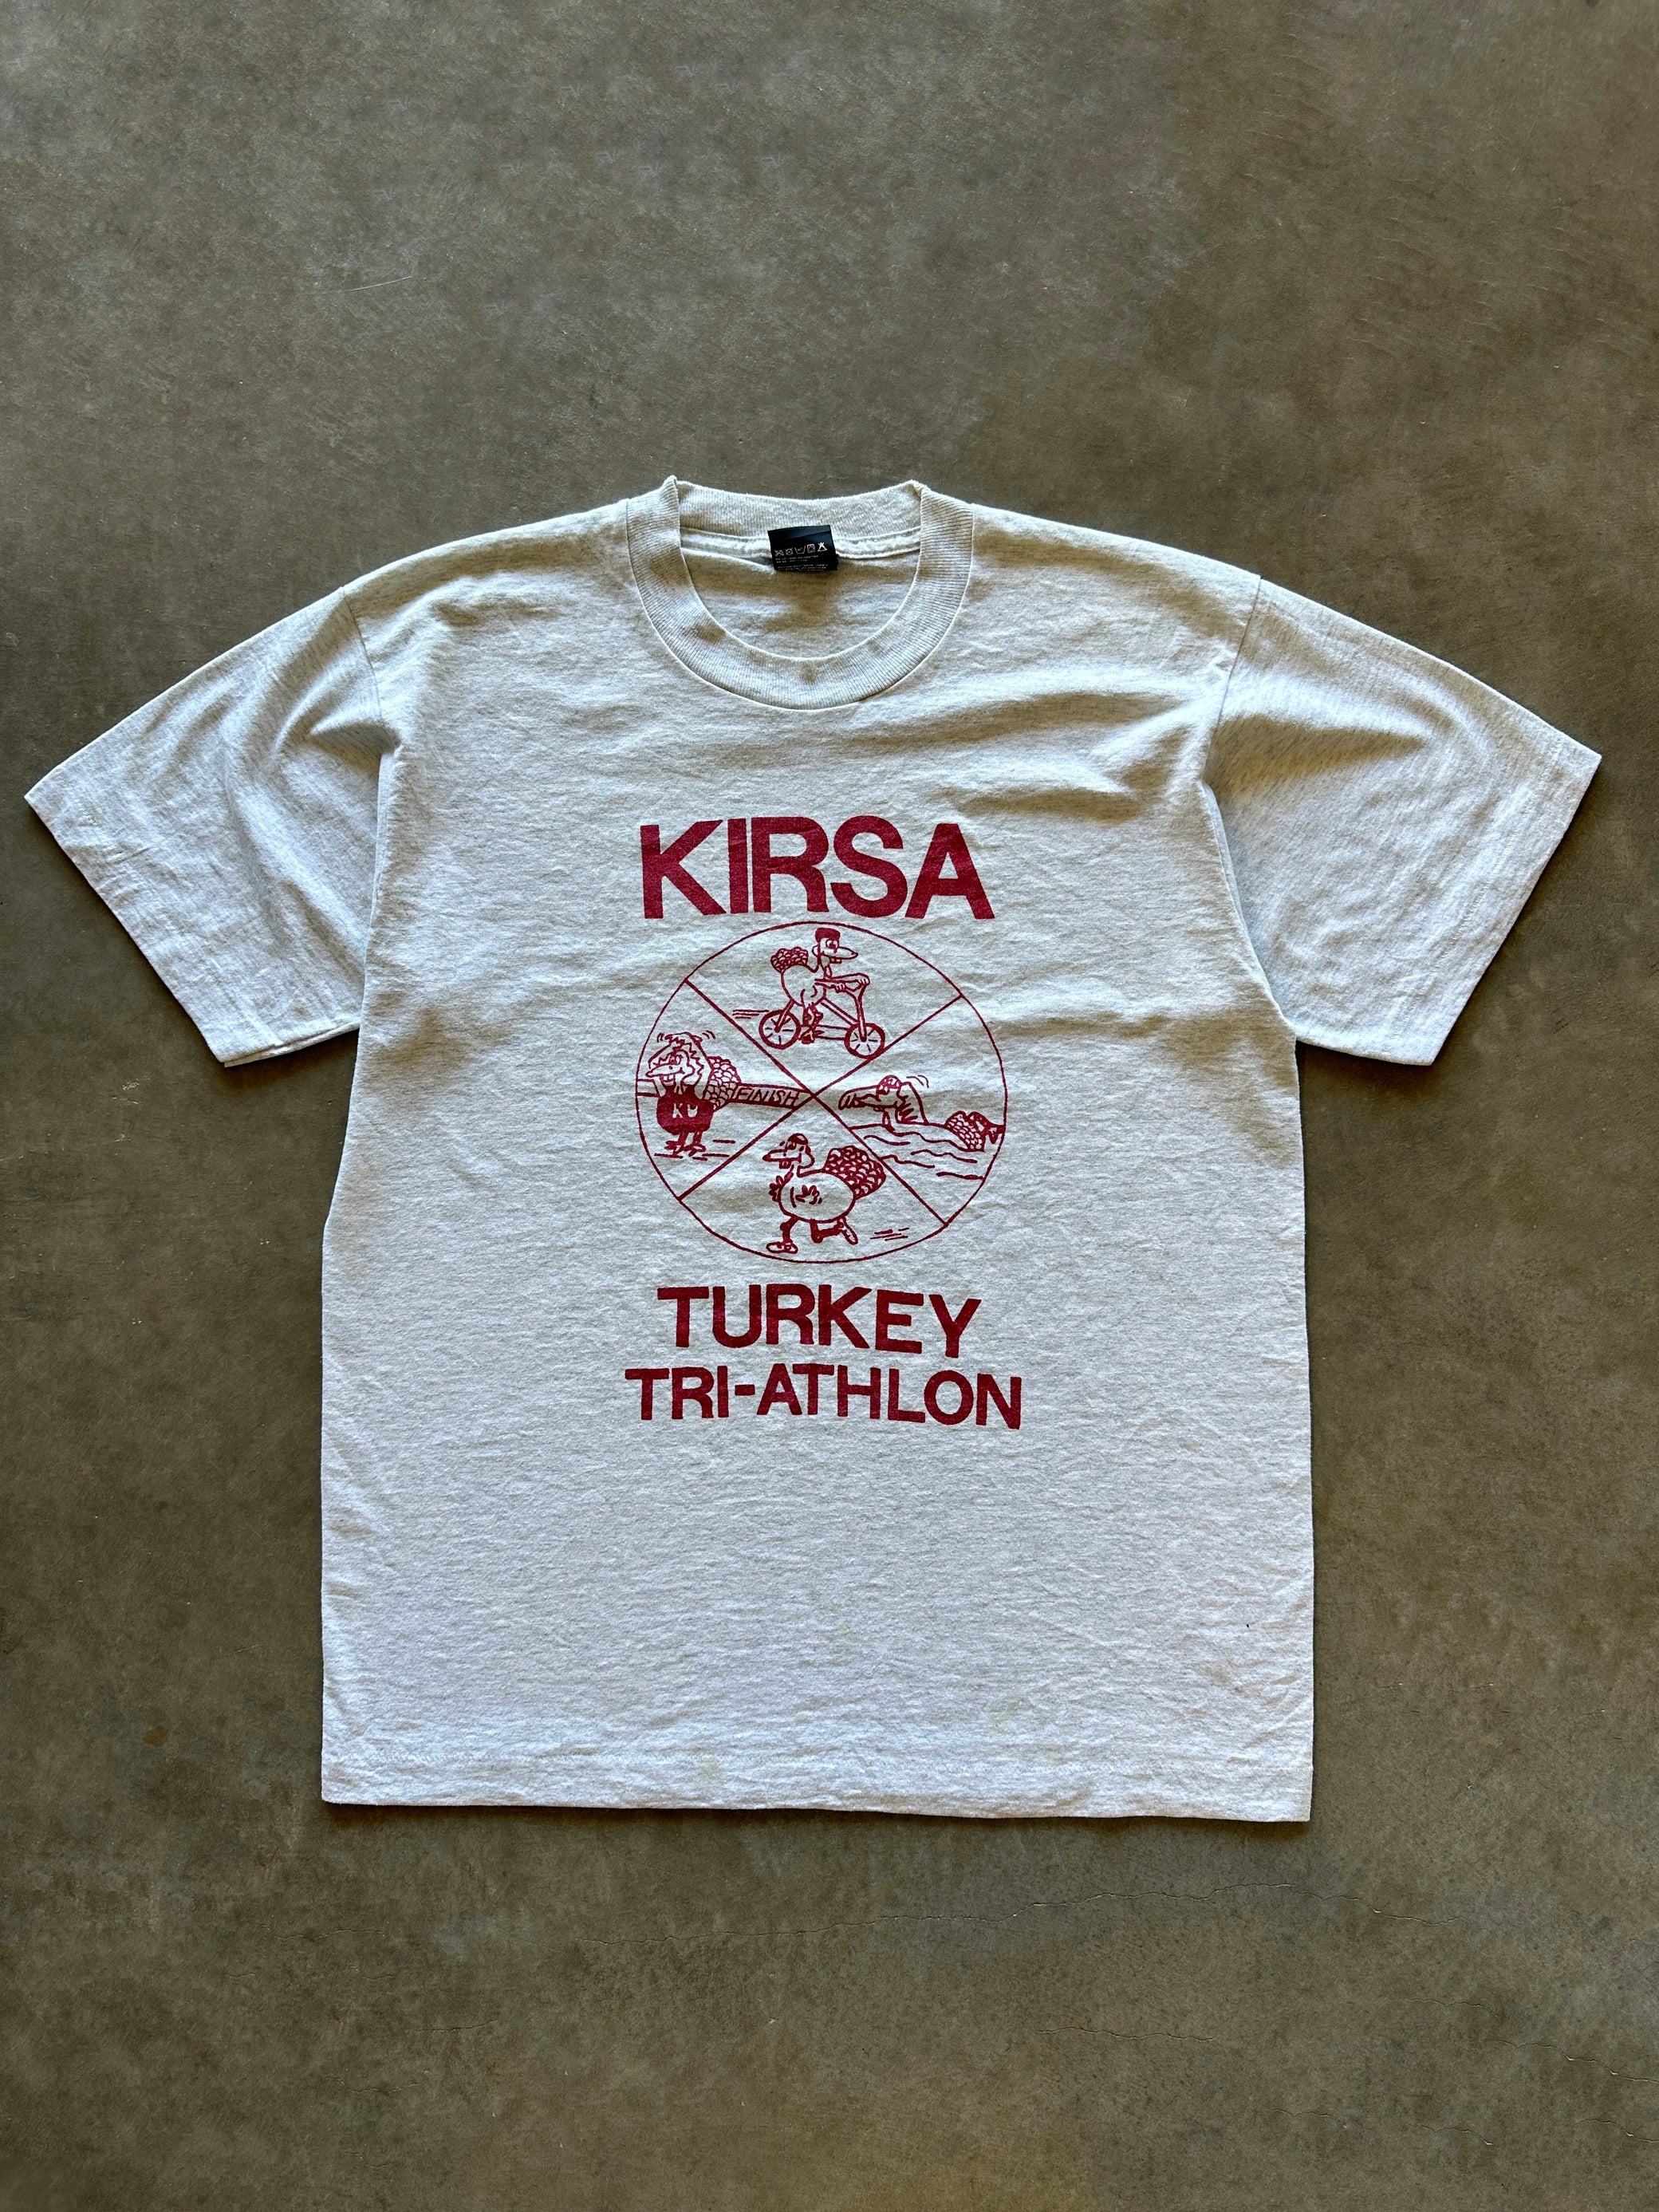 KIRSA
FINISH
KU
TURKEY
TRI-ATHLON